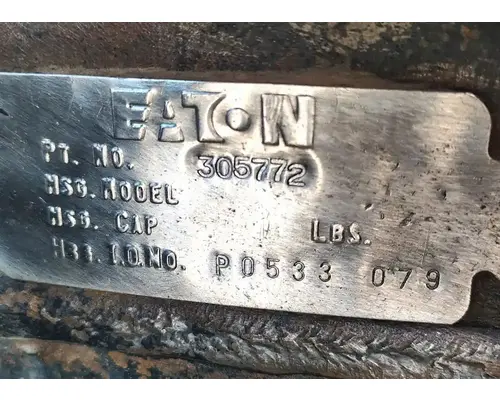 EATON
PT. NO. 305772
HSG. MODEL
HSG. CAP LBS.
HSG. I.D.NO. P0533 079